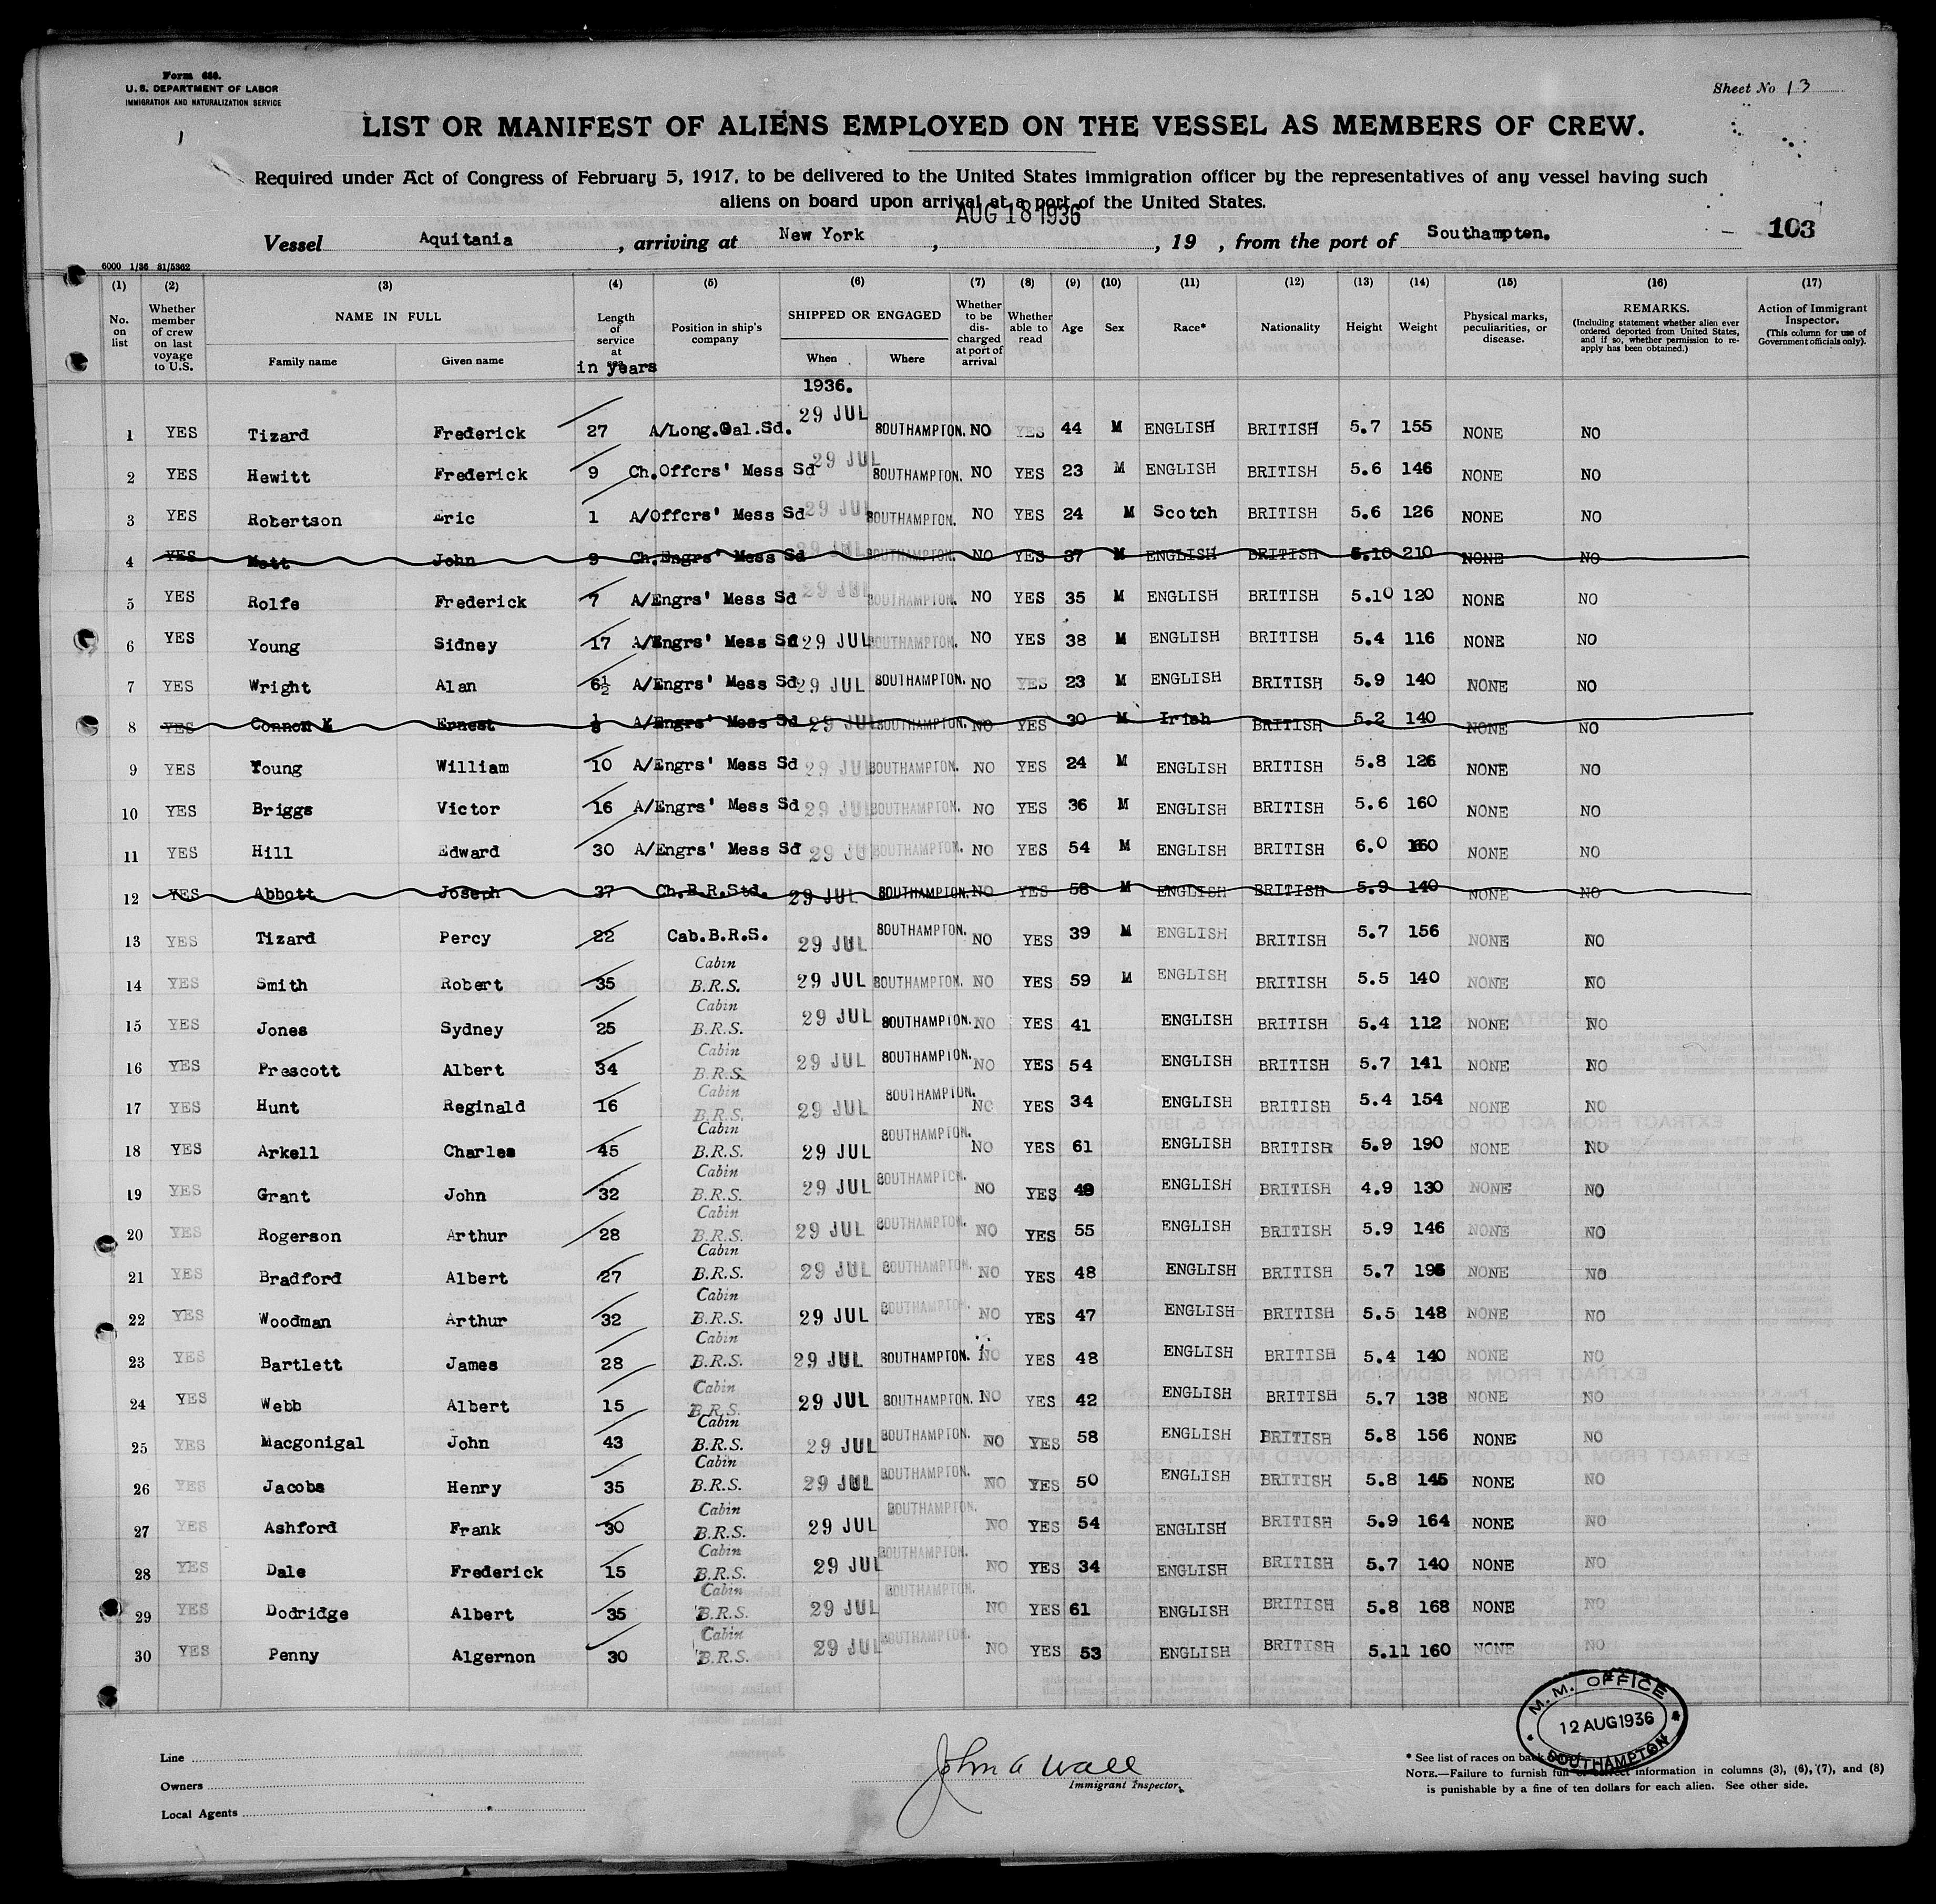 Form 680.
U. S. DEPARTMENT OF LABOR
IMMIGRATION AND NATURALIZATION SERVICE
Sheet No 13
LIST OR MANIFEST OF ALIENS EMPLOYED ON THE VESSEL AS MEMBERS OF CREW.
Required under Act of Congress of February 5, 1917, to be delivered to the United States immigration officer by the representatives of any vessel having such
aliens on board upon arrival at a port of the United States.
AUG 18 1936
Vessel Aquitania, arriving at New York, , 19 , from the port of Southampton. 103
6000 1/36 81/5362
(1) (2) (3) (4) (5) (6) (7) (8) (9) (10) (11) (12) (13) (14) (15) (16) (17)
No. on list Whether member of crew on last voyage to U.S. NAME IN FULL Family name Given name Length of service at in years Position in ship's company SHIPPED OR ENGAGED When Where Whether to be discharged at port of arrival Whether able to read Age Sex Race* Nationality Height Weight Physical marks, peculiarities, or disease. REMARKS. (Including statement whether alien ever ordered deported from United States, and if so, whether permission to re-apply has been obtained.) Action of Immigrant Inspector. (This column for use of Government officials only).
1936.
1 YES Tizard Frederick 27 A/Long.Gal.Sd. 29 JUL SOUTHAMPTON. NO YES 44 M ENGLISH BRITISH 5.7 155 NONE NO
2 YES Hewitt Frederick 9 Ch.Offcrs' Mess Sd 29 JUL SOUTHAMPTON. NO YES 23 M ENGLISH BRITISH 5.6 146 NONE NO
3 YES Robertson Eric 1 A/Offcrs' Mess Sd 29 JUL SOUTHAMPTON. NO YES 24 M Scotch BRITISH 5.6 126 NONE NO
4 YES Mott John 9 Ch.Engrs' Mess Sd 29 JUL SOUTHAMPTON. NO YES 37 M ENGLISH BRITISH 5.10 210 NONE NO
5 YES Rolfe Frederick 7 A/Engrs' Mess Sd 29 JUL SOUTHAMPTON. NO YES 35 M ENGLISH BRITISH 5.10 120 NONE NO
6 YES Young Sidney 17 A/Engrs' Mess Sd 29 JUL SOUTHAMPTON. NO YES 38 M ENGLISH BRITISH 5.4 116 NONE NO
7 YES Wright Alan 6½ A/Engrs' Mess Sd 29 JUL SOUTHAMPTON. NO YES 23 M ENGLISH BRITISH 5.9 140 NONE NO
8 YES Connon Ernest A/Engrs' Mess Sd 29 JUL SOUTHAMPTON. NO YES 30 M Irish BRITISH 5.2 140 NONE NO
9 YES Young William 10 A/Engrs' Mess Sd 29 JUL SOUTHAMPTON. NO YES 24 M ENGLISH BRITISH 5.8 126 NONE NO
10 YES Briggs Victor 16 A/Engrs' Mess Sd 29 JUL SOUTHAMPTON. NO YES 36 M ENGLISH BRITISH 5.6 160 NONE NO
11 YES Hill Edward 30 A/Engrs' Mess Sd 29 JUL SOUTHAMPTON. NO YES 54 M ENGLISH BRITISH 6.0 160 NONE NO
12 YES Abbott Joseph 37 Ch.B.R.Std. 29 JUL SOUTHAMPTON. NO YES 58 M ENGLISH BRITISH 5.9 140 NONE NO
13 YES Tizard Percy 22 Cab.B.R.S. 29 JUL SOUTHAMPTON. NO YES 39 M ENGLISH BRITISH 5.7 156 NONE NO
14 YES Smith Robert 35 Cabin B.R.S. 29 JUL SOUTHAMPTON. NO YES 59 M ENGLISH BRITISH 5.5 140 NONE NO
15 YES Jones Sydney 25 Cabin B.R.S. 29 JUL SOUTHAMPTON. NO YES 41 ENGLISH BRITISH 5.4 112 NONE NO
16 YES Prescott Albert 34 Cabin B.R.S. 29 JUL SOUTHAMPTON. NO YES 54 ENGLISH BRITISH 5.7 141 NONE NO
17 YES Hunt Reginald 16 Cabin B.R.S. 29 JUL SOUTHAMPTON. NO YES 34 ENGLISH BRITISH 5.4 154 NONE NO
18 YES Arkell Charles 45 Cabin B.R.S. 29 JUL SOUTHAMPTON. NO YES 61 ENGLISH BRITISH 5.9 190 NONE NO
19 YES Grant John 32 Cabin B.R.S. 29 JUL SOUTHAMPTON. NO YES 49 ENGLISH BRITISH 4.9 130 NONE NO
20 YES Rogerson Arthur 28 Cabin B.R.S. 29 JUL SOUTHAMPTON. NO YES 55 ENGLISH BRITISH 5.9 146 NONE NO
21 YES Bradford Albert 27 Cabin B.R.S. 29 JUL SOUTHAMPTON. NO YES 48 ENGLISH BRITISH 5.7 NONE NO
22 YES Woodman Arthur 32 Cabin B.R.S. 29 JUL SOUTHAMPTON. NO YES 47 ENGLISH BRITISH 5.5 148 NONE NO
23 YES Bartlett James 28 Cabin B.R.S. 29 JUL SOUTHAMPTON. NO YES 48 ENGLISH BRITISH 5.4 140 NONE NO
24 YES Webb Albert 15 Cabin B.R.S. 29 JUL SOUTHAMPTON. NO YES 42 ENGLISH BRITISH 5.7 138 NONE NO
25 YES Macgonigal John 43 Cabin B.R.S. 29 JUL SOUTHAMPTON. NO YES 58 ENGLISH BRITISH 5.8 156 NONE NO
26 YES Jacobs Henry 35 Cabin B.R.S. 29 JUL SOUTHAMPTON. NO YES 50 ENGLISH BRITISH 5.8 145 NONE NO
27 YES Ashford Frank 30 Cabin B.R.S. 29 JUL SOUTHAMPTON. NO YES 54 ENGLISH BRITISH 5.9 164 NONE NO
28 YES Dale Frederick 15 Cabin B.R.S. 29 JUL SOUTHAMPTON. NO YES 34 ENGLISH BRITISH 5.7 140 NONE NO
29 YES Dodridge Albert 35 Cabin B.R.S. 29 JUL SOUTHAMPTON. NO YES 61 ENGLISH BRITISH 5.8 168 NONE NO
30 YES Penny Algernon 30 Cabin B.R.S. 29 JUL SOUTHAMPTON. NO YES 53 ENGLISH BRITISH 5.11 160 NONE NO
M. M. OFFICE
12 AUG 1936
SOUTHAMPTON
Line
Owners
Local Agents
John A Wall
Immigrant Inspector.
* See list of races on back
NOTE.—Failure to furnish full or correct information in columns (3), (6), (7), and (8)
is punishable by a fine of ten dollars for each alien. See other side.